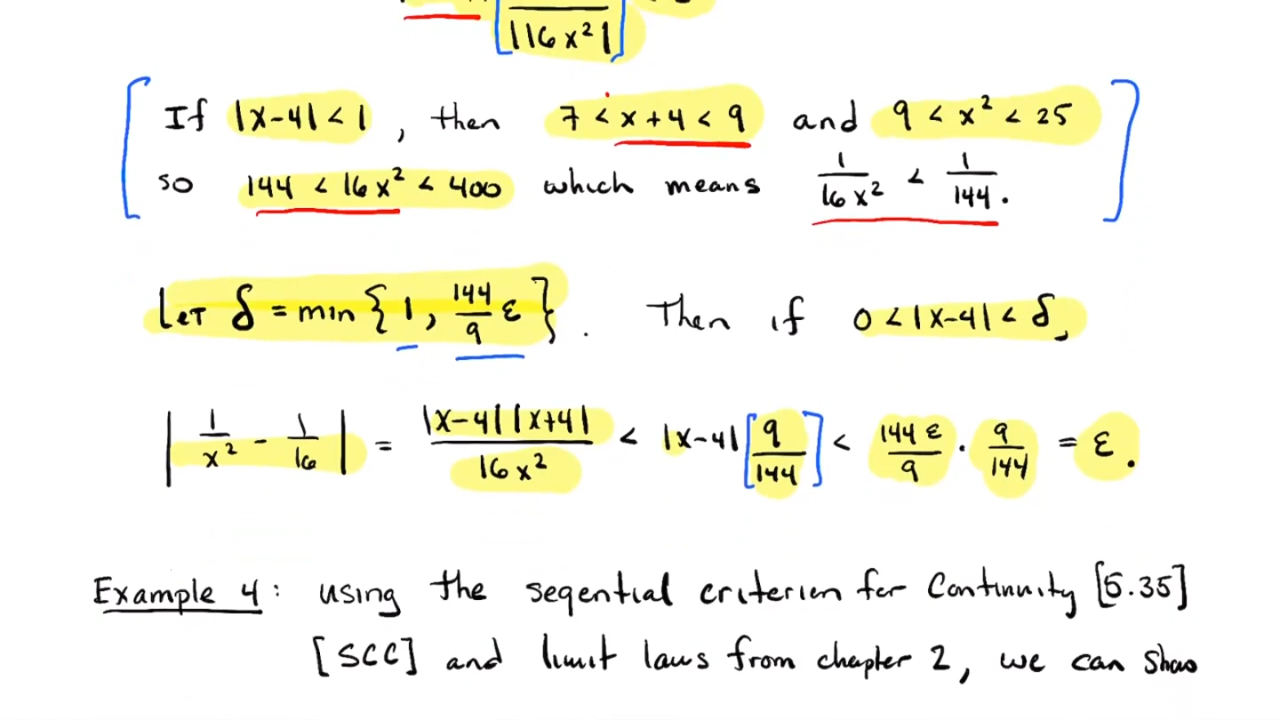 |16x²|
If |x-4| < 1, then 7 < x+4 < 9 and 9 < x² < 25
so 144 < 16x² < 400 which means 1/16x² < 1/144.
Let δ = min { 1, 144/9 ε }. Then if 0 < |x-4| < δ,
| 1/x² - 1/16 | = |x-4||x+4| / 16x² < |x-4| [ 9/144 ] < 144ε/9 · 9/144 = ε.
Example 4: using the seqential criterion for Continuity [5.35]
[SCC] and limit laws from chapter 2, we can show